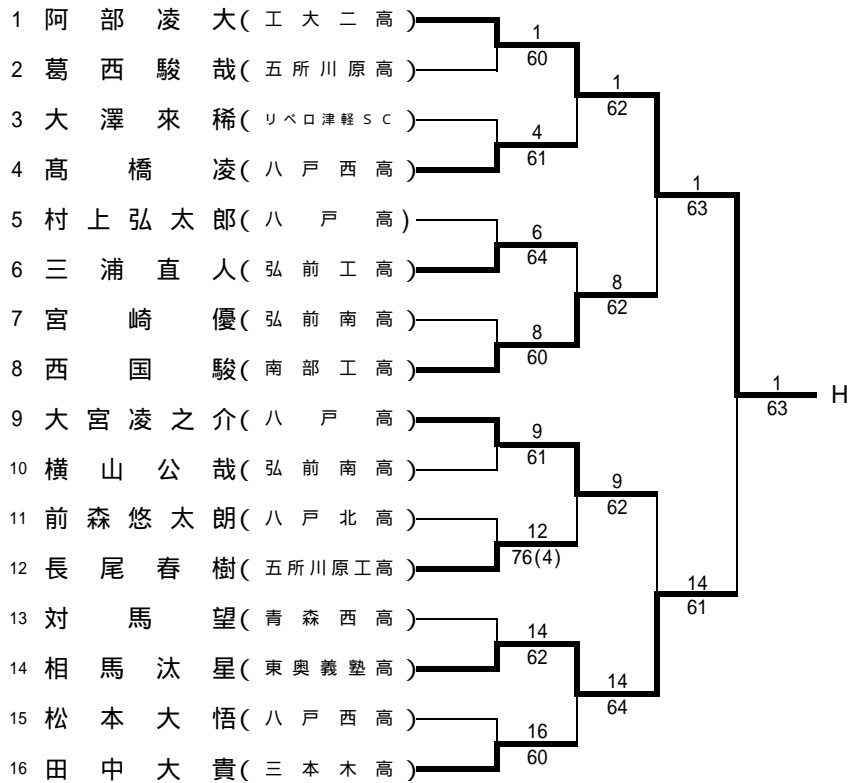 1 阿部凌大(工大二高)
2 葛西駿哉(五所川原高)
3 大澤來稀(リベロ津軽SC)
4 髙橋凌(八戸西高)
5 村上弘太郎(八戸高)
6 三浦直人(弘前工高)
7 宮崎優(弘前南高)
8 西国駿(南部工高)
9 大宮凌之介(八戸高)
10 横山公哉(弘前南高)
11 前森悠太朗(八戸北高)
12 長尾春樹(五所川原工高)
13 対馬望(青森西高)
14 相馬汰星(東奥義塾高)
15 松本大悟(八戸西高)
16 田中大貴(三本木高)
1
60
4
61
6
64
8
60
9
61
12
76(4)
14
62
16
60
1
62
8
62
9
62
14
64
1
63
14
61
1
63
H